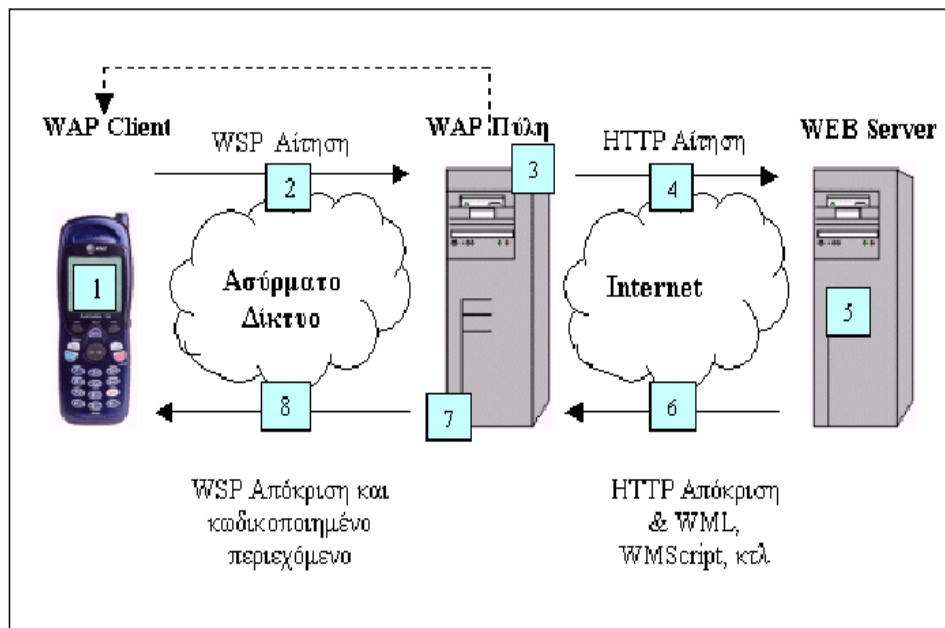 WAP Client
WAP Πύλη
WEB Server
WSP Αίτηση
HTTP Αίτηση
3
2
4
1
Ασύρματο
Δίκτυο
Internet
5
8
7
6
WSP Απόκριση και
κωδικοποιημένο
περιεχόμενο
HTTP Απόκριση
& WML,
WMScript, κτλ